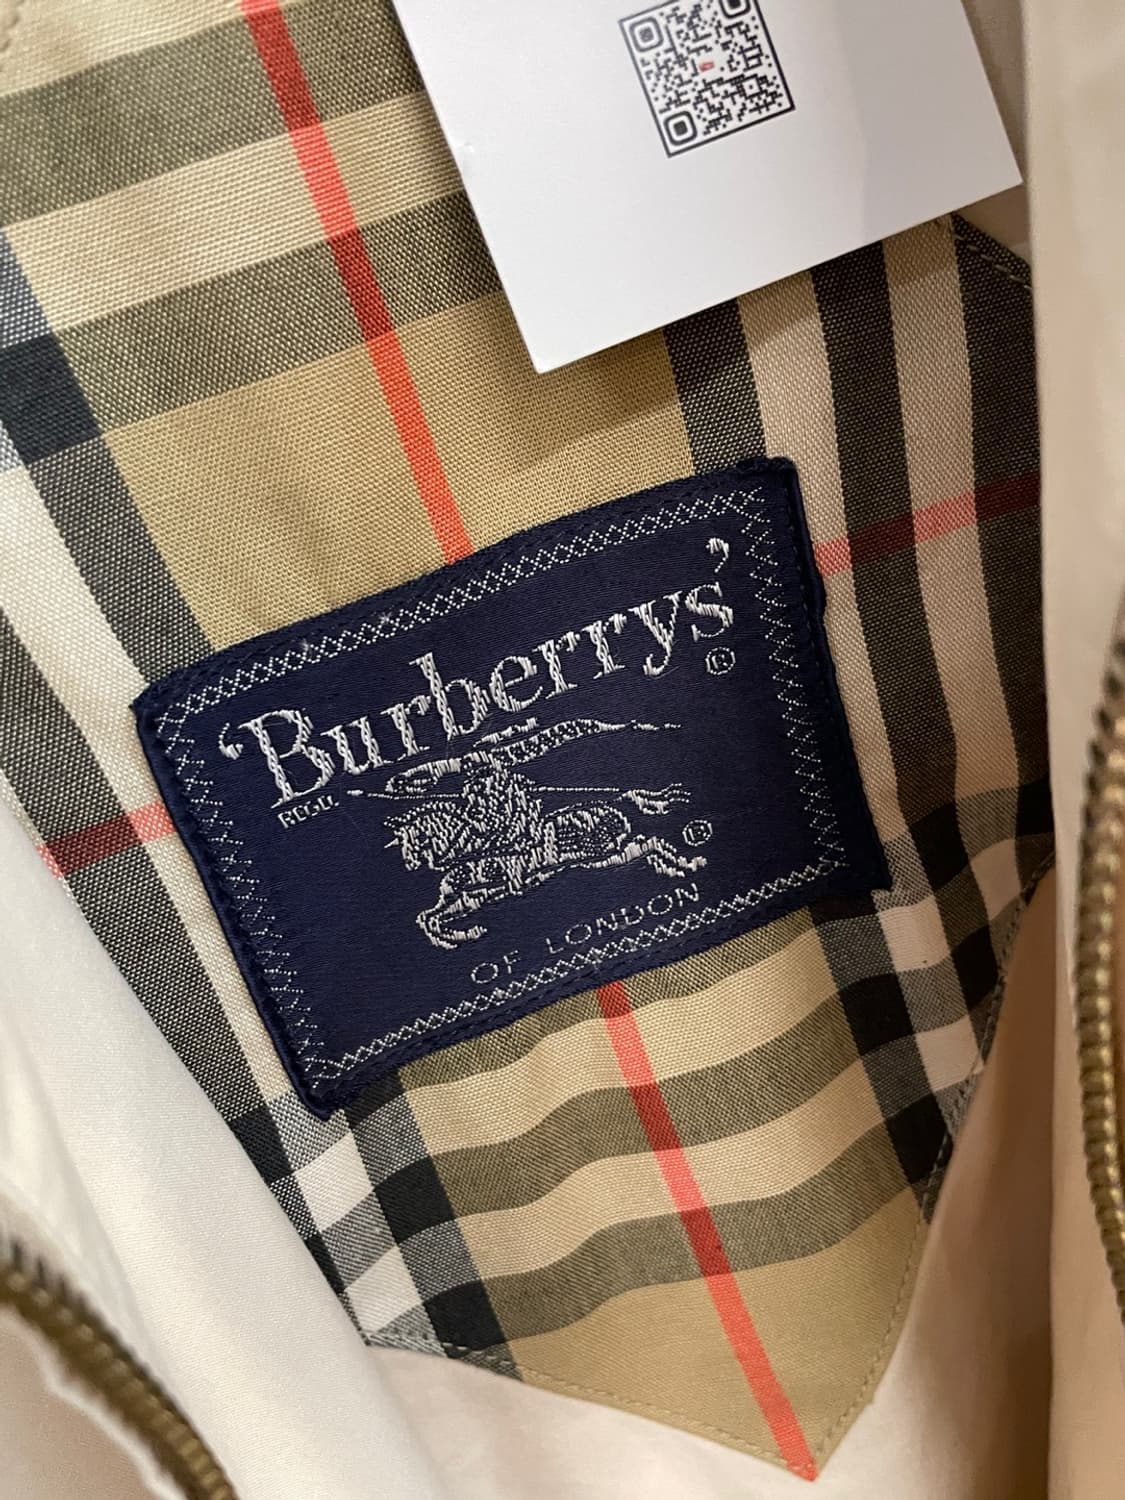 ‘Burberrys’®
REGD.
®
OF LONDON